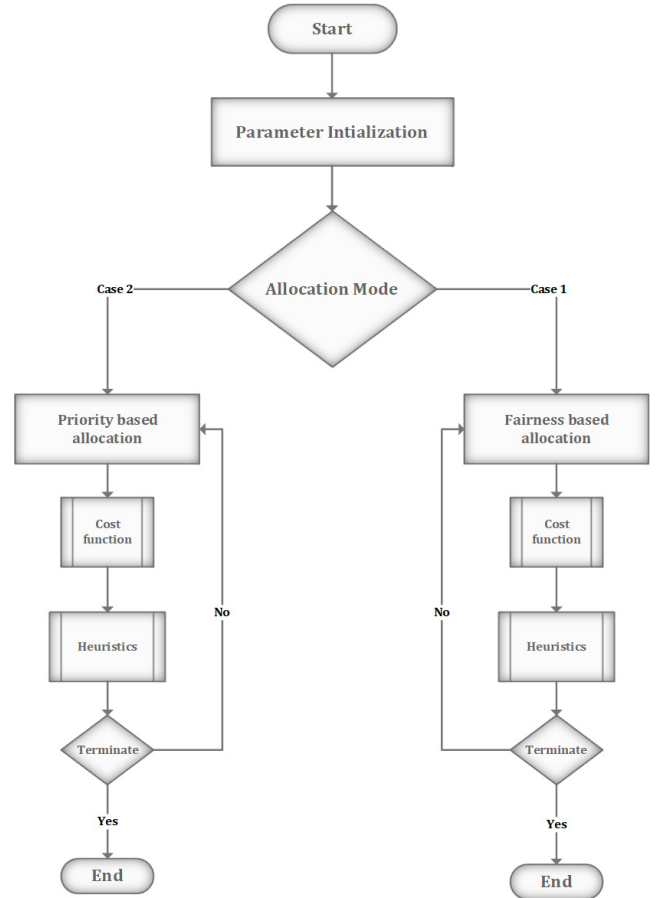 Start
Parameter Intialization
Allocation Mode
Case 2
Case 1
Priority based
allocation
Fairness based
allocation
Cost
function
Cost
function
No
No
Heuristics
Heuristics
Terminate
Terminate
Yes
Yes
End
End